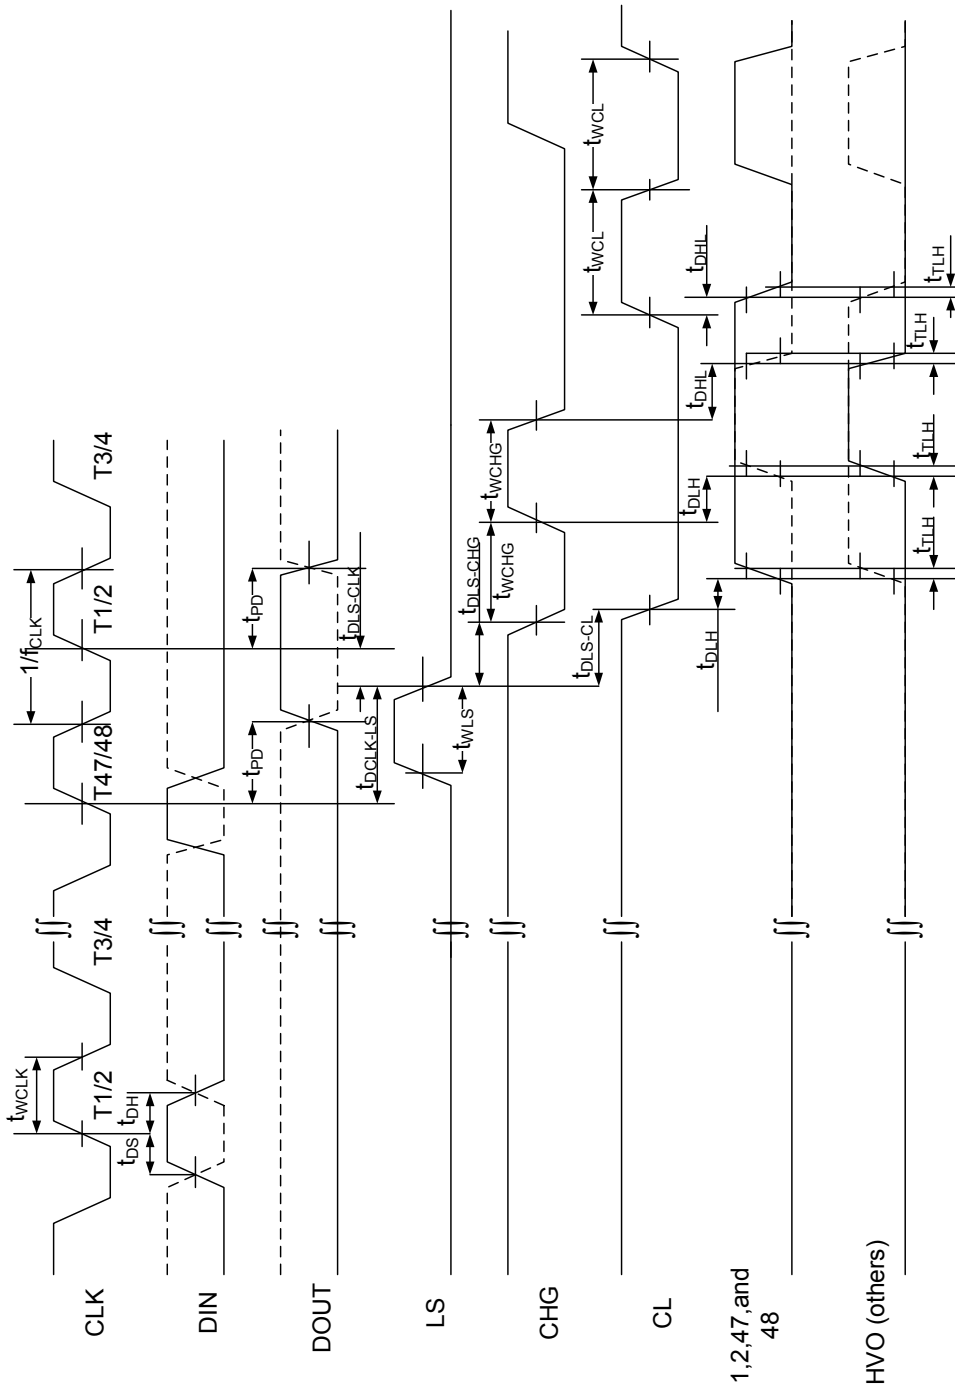 CLK
DIN
DOUT
LS
CHG
CL
1,2,47,and
48
HVO (others)
tWCLK
T1/2
T3/4
tDS
tDH
T47/48
1/fCLK
T1/2
T3/4
tPD
tPD
tDCLK-LS
tDLS-CLK
tWLS
tDLS-CHG
tWCHG
tWCHG
tDLS-CL
tWCL
tWCL
tDLH
tDLH
tDHL
tDHL
tTLH
tTLH
tTLH
tTLH